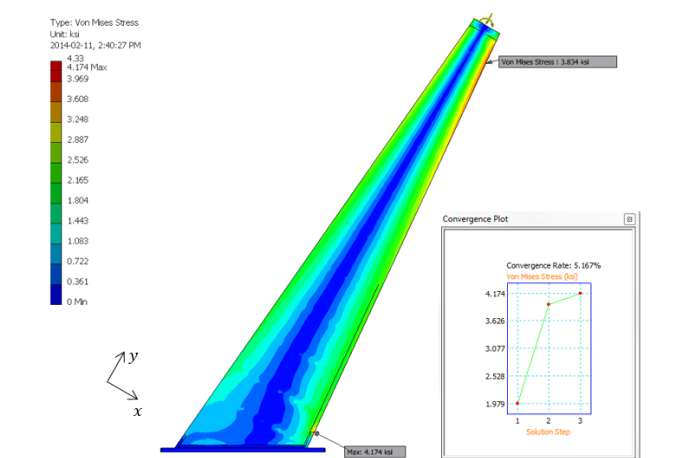 Type: Von Mises Stress
Unit: ksi
2014-02-11, 2:40:27 PM
4.33
4.174 Max
3.969
3.608
3.248
2.887
2.526
2.165
1.804
1.443
1.083
0.722
0.361
0 Min
Von Mises Stress : 3.834 ksi
Max: 4.174 ksi
y
x
Convergence Plot
Convergence Rate: 5.167%
Von Mises Stress (ksi)
4.174
3.626
3.077
2.528
1.979
1 2 3
Solution Step